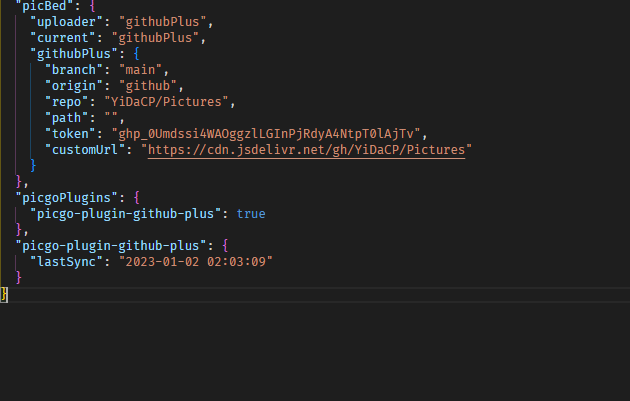 "picBed": {
"uploader": "githubPlus",
"current": "githubPlus",
"githubPlus": {
"branch": "main",
"origin": "github",
"repo": "YiDaCP/Pictures",
"path": "",
"token": "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",
"customUrl": "https://cdn.jsdelivr.net/gh/YiDaCP/Pictures"
}
},
"picgoPlugins": {
"picgo-plugin-github-plus": true
},
"picgo-plugin-github-plus": {
"lastSync": "2023-01-02 02:03:09"
}
}